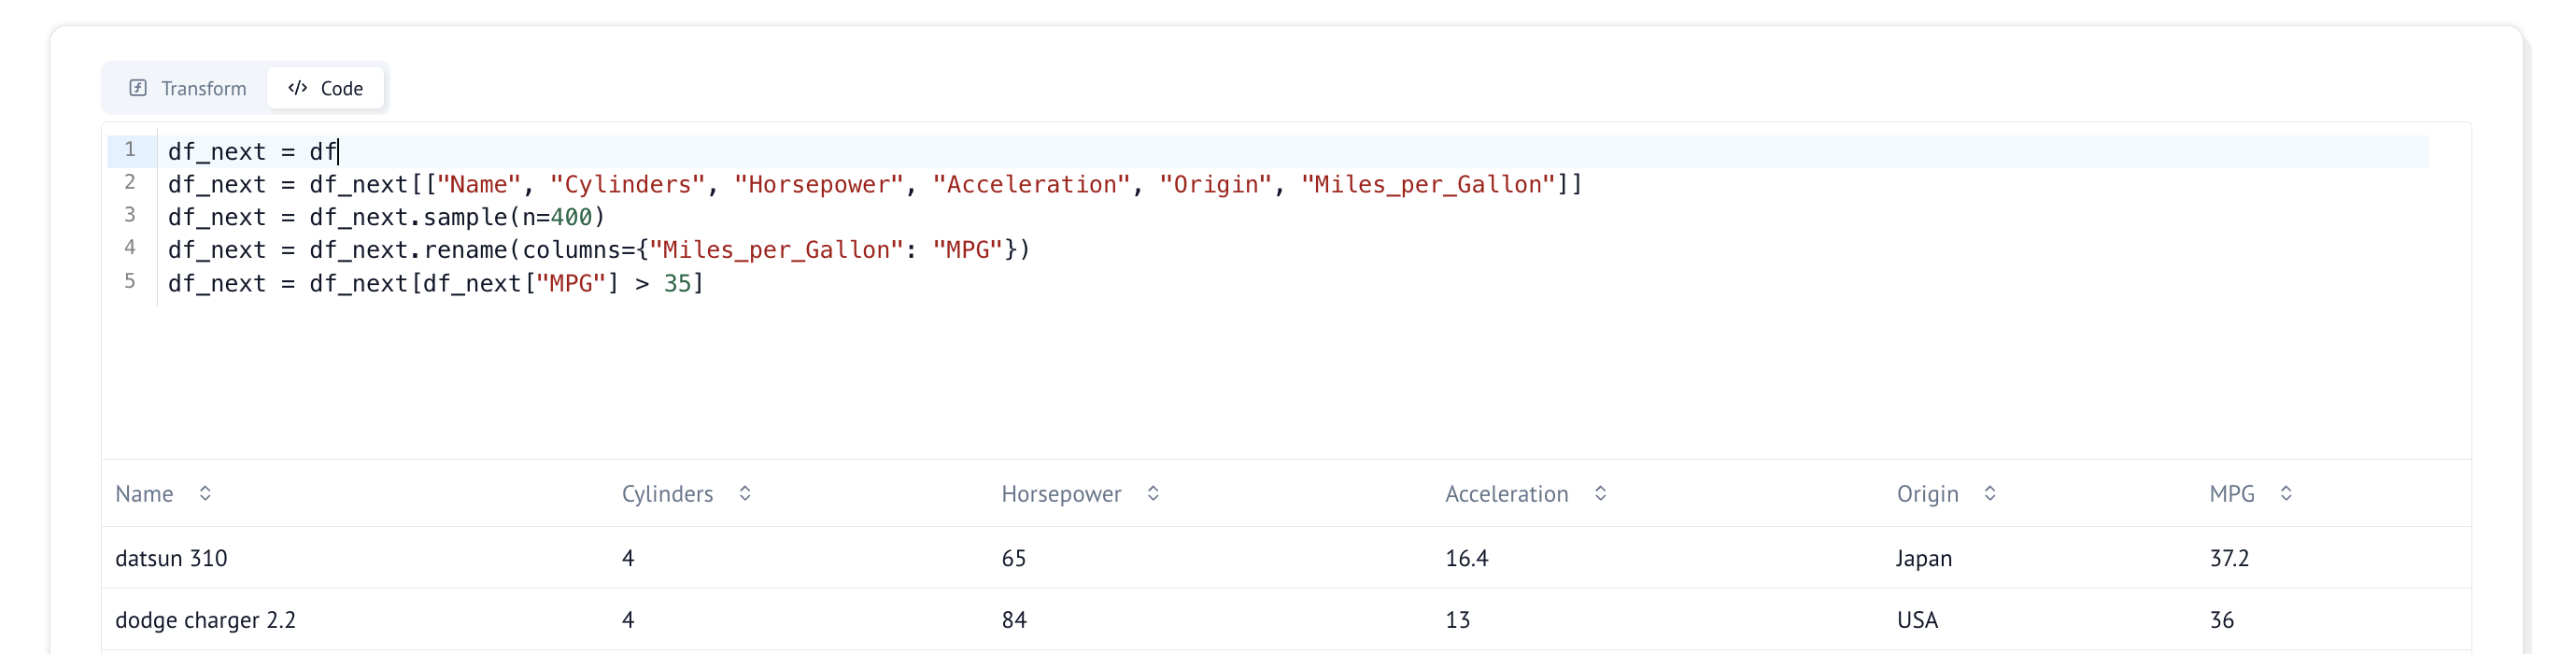 Transform </> Code
1 df_next = df
2 df_next = df_next[["Name", "Cylinders", "Horsepower", "Acceleration", "Origin", "Miles_per_Gallon"]]
3 df_next = df_next.sample(n=400)
4 df_next = df_next.rename(columns={"Miles_per_Gallon": "MPG"})
5 df_next = df_next[df_next["MPG"] > 35]
Name Cylinders Horsepower Acceleration Origin MPG
datsun 310 4 65 16.4 Japan 37.2
dodge charger 2.2 4 84 13 USA 36